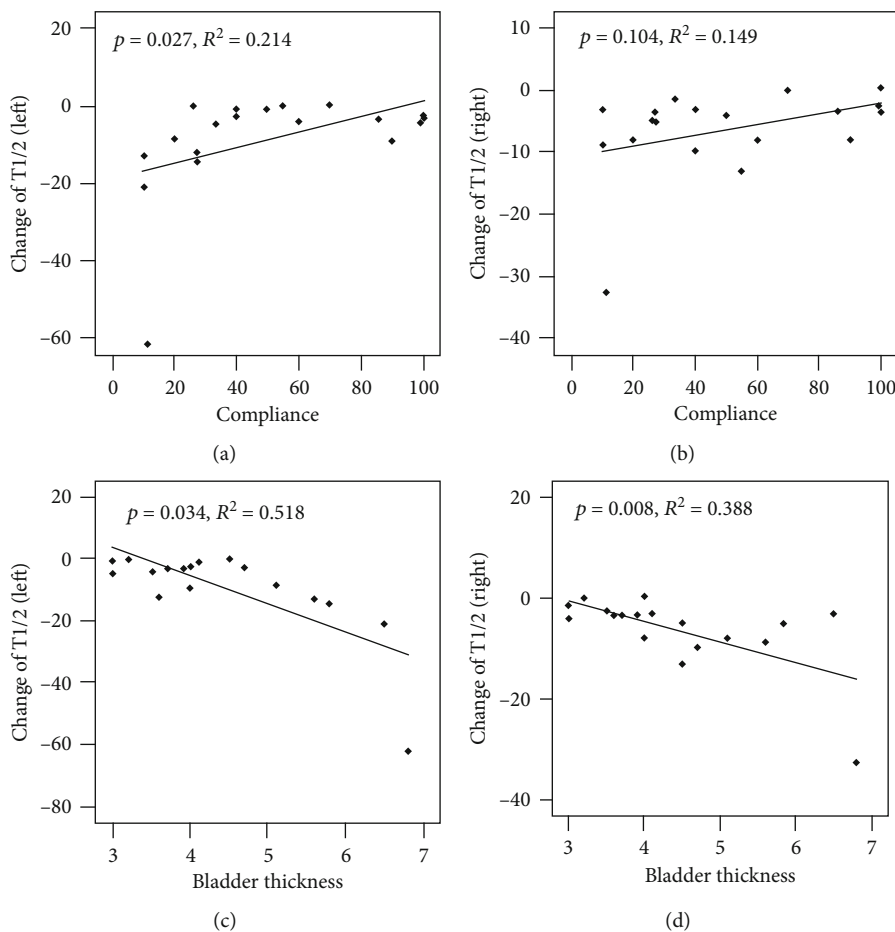 p = 0.027, R² = 0.214
20
0
−20
−40
−60
Change of T1/2 (left)
0 20 40 60 80 100
Compliance
(a)
p = 0.104, R² = 0.149
10
0
−10
−20
−30
−40
Change of T1/2 (right)
0 20 40 60 80 100
Compliance
(b)
p = 0.034, R² = 0.518
20
0
−20
−40
−60
−80
Change of T1/2 (left)
3 4 5 6 7
Bladder thickness
(c)
p = 0.008, R² = 0.388
20
0
−20
−40
Change of T1/2 (right)
3 4 5 6 7
Bladder thickness
(d)